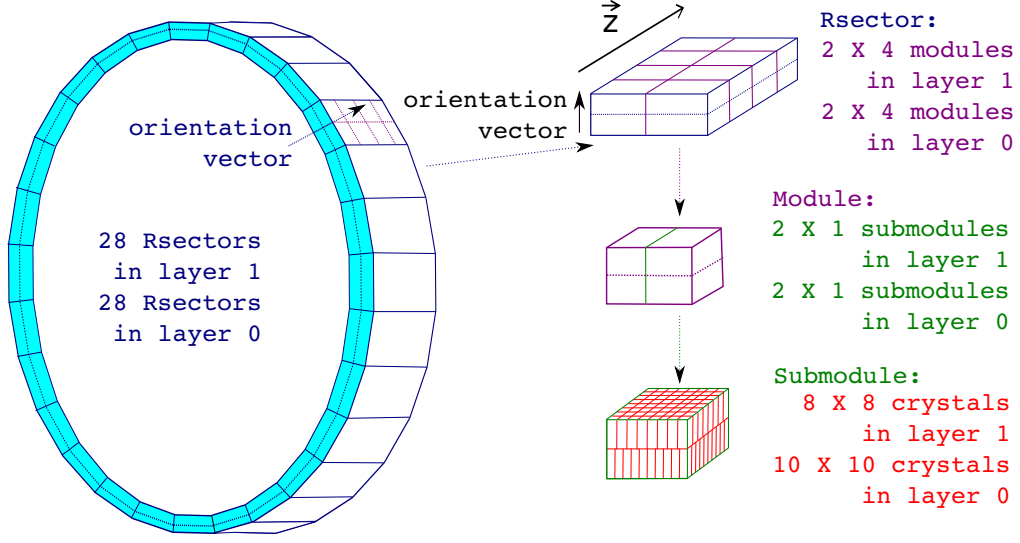 orientation
vector
28 Rsectors
in layer 1
28 Rsectors
in layer 0
z
orientation
vector
Rsector:
2 X 4 modules
in layer 1
2 X 4 modules
in layer 0
Module:
2 X 1 submodules
in layer 1
2 X 1 submodules
in layer 0
Submodule:
8 X 8 crystals
in layer 1
10 X 10 crystals
in layer 0